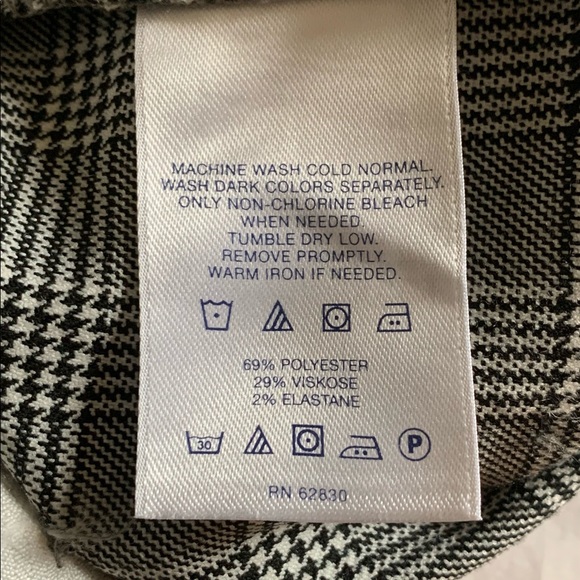 MACHINE WASH COLD NORMAL.
WASH DARK COLORS SEPARATELY.
ONLY NON-CHLORINE BLEACH
WHEN NEEDED.
TUMBLE DRY LOW.
REMOVE PROMPTLY.
WARM IRON IF NEEDED.
69% POLYESTER
29% VISKOSE
2% ELASTANE
30 P
RN 62830